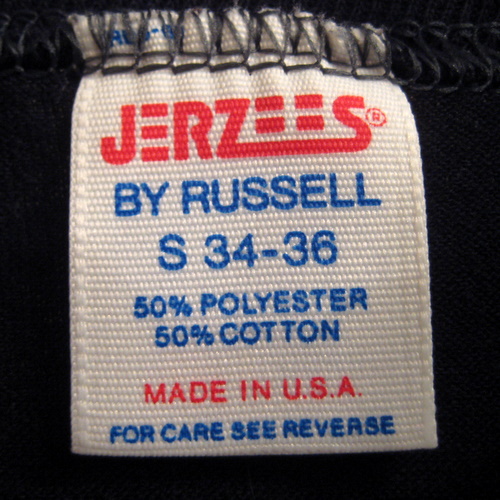 JERZEES®
BY RUSSELL
S 34-36
50% POLYESTER
50% COTTON
MADE IN U.S.A.
FOR CARE SEE REVERSE